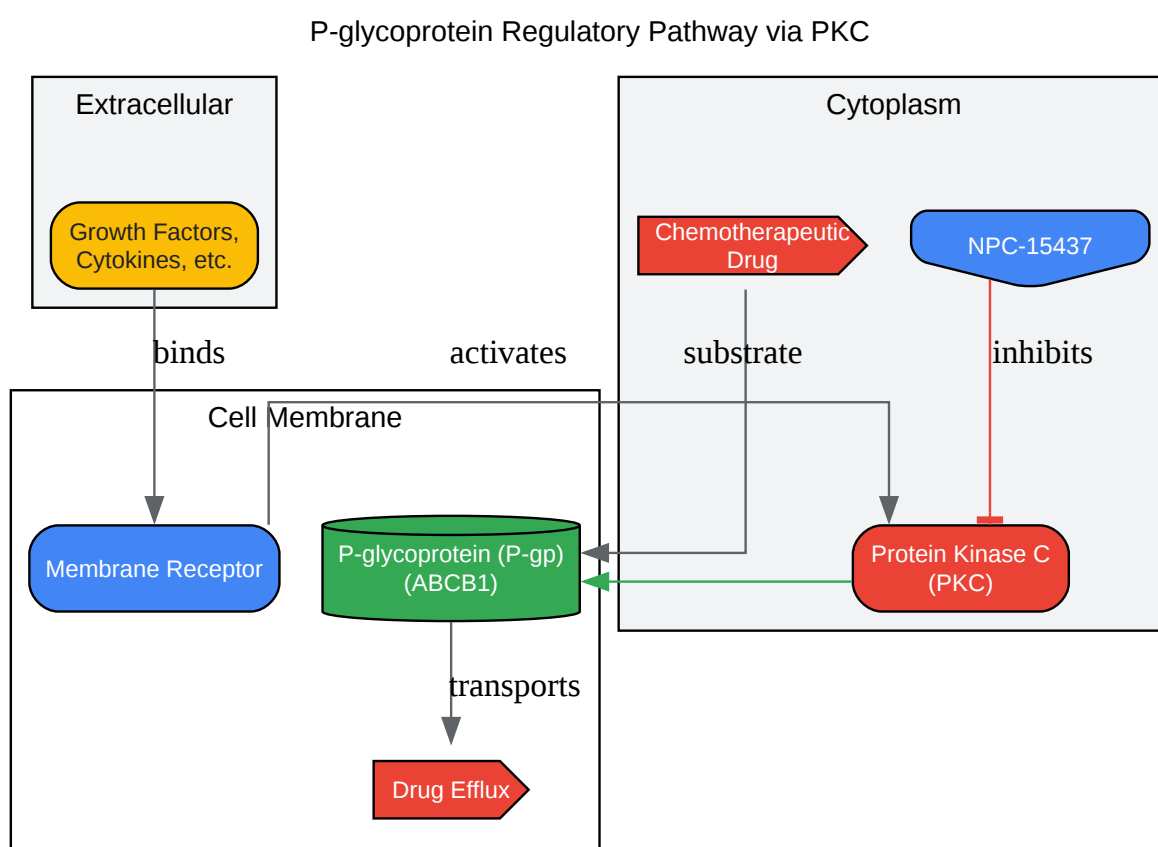 P-glycoprotein Regulatory Pathway via PKC
Extracellular
Cytoplasm
Growth Factors,
Cytokines, etc.
Chemotherapeutic
Drug
NPC-15437
binds
activates
substrate
inhibits
Cell Membrane
Membrane Receptor
P-glycoprotein (P-gp)
(ABCB1)
Protein Kinase C
(PKC)
transports
Drug Efflux